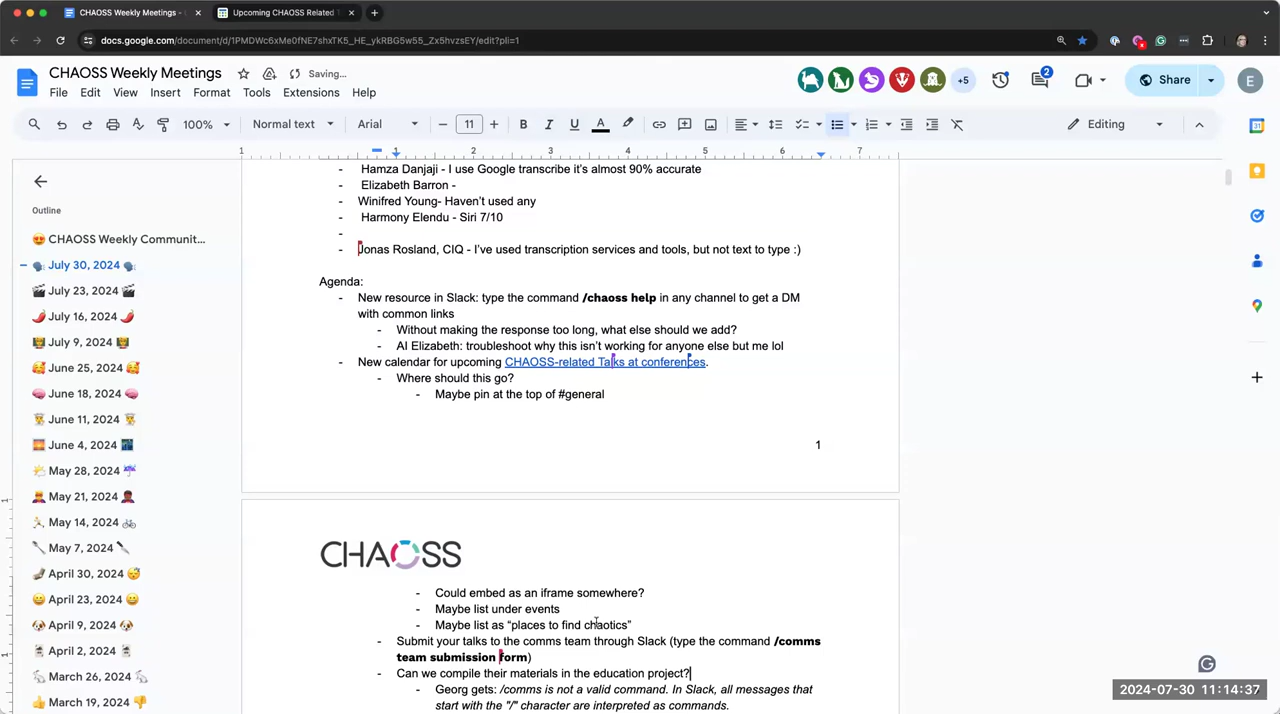 CHAOSS Weekly Meetings - (
Upcoming CHAOSS Related T
docs.google.com/document/d/1PMDWc6xMe0fNE7shxTK5_HE_ykRBG5w55_Zx5hvzsEY/edit?pli=1
CHAOSS Weekly Meetings
Saving...
File Edit View Insert Format Tools Extensions Help
+5
2
Share
E
100%
Normal text
Arial
11
Editing
1 1 2 3 4 5 6 7
Outline
CHAOSS Weekly Communit...
July 30, 2024
July 23, 2024
July 16, 2024
July 9, 2024
June 25, 2024
June 18, 2024
June 11, 2024
June 4, 2024
May 28, 2024
May 21, 2024
May 14, 2024
May 7, 2024
April 30, 2024
April 23, 2024
April 9, 2024
April 2, 2024
March 26, 2024
March 19, 2024
- Hamza Danjaji - I use Google transcribe it's almost 90% accurate
- Elizabeth Barron -
- Winifred Young- Haven't used any
- Harmony Elendu - Siri 7/10
-
- Jonas Rosland, CIQ - I've used transcription services and tools, but not text to type :)
Agenda:
- New resource in Slack: type the command /chaoss help in any channel to get a DM
with common links
- Without making the response too long, what else should we add?
- AI Elizabeth: troubleshoot why this isn't working for anyone else but me lol
- New calendar for upcoming CHAOSS-related Talks at conferences.
- Where should this go?
- Maybe pin at the top of #general
1
CHAOSS
- Could embed as an iframe somewhere?
- Maybe list under events
- Maybe list as "places to find chaotics"
- Submit your talks to the comms team through Slack (type the command /comms
team submission form)
- Can we compile their materials in the education project?
- Georg gets: /comms is not a valid command. In Slack, all messages that
start with the "/" character are interpreted as commands.
2024-07-30 11:14:37